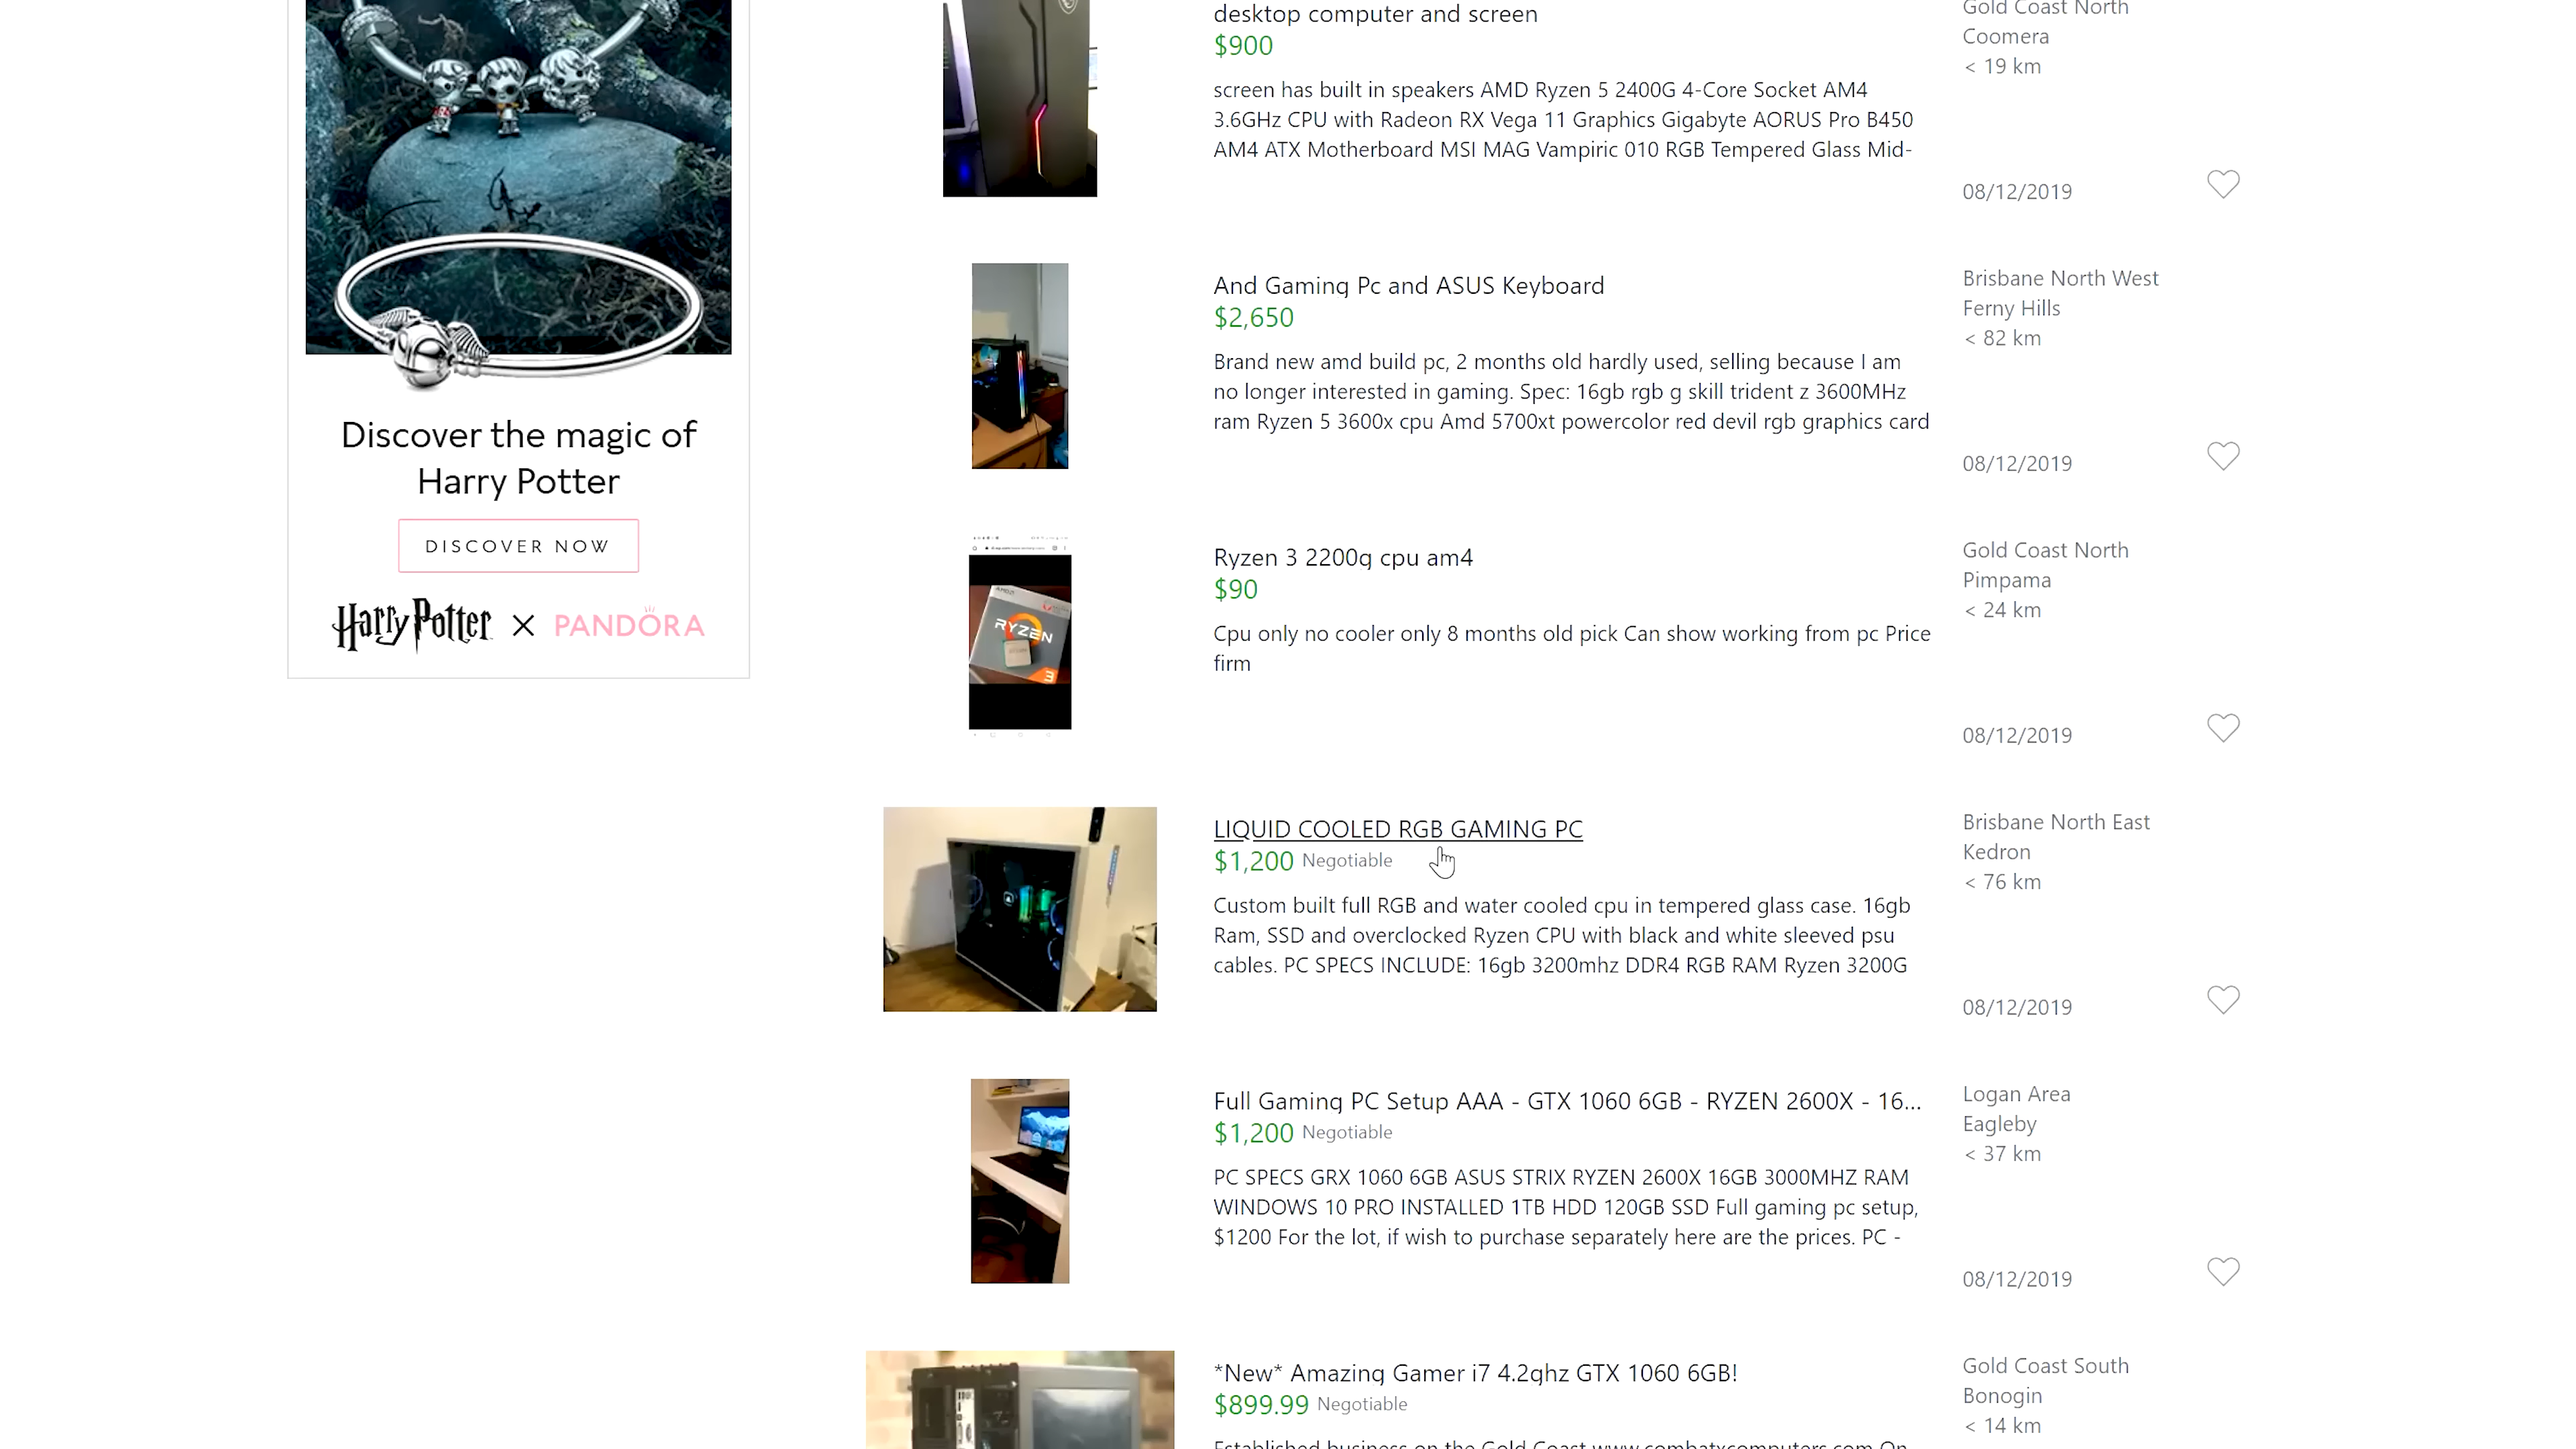 Discover the magic of
Harry Potter
DISCOVER NOW
Harry Potter X PANDORA
desktop computer and screen
$900
screen has built in speakers AMD Ryzen 5 2400G 4-Core Socket AM4
3.6GHz CPU with Radeon RX Vega 11 Graphics Gigabyte AORUS Pro B450
AM4 ATX Motherboard MSI MAG Vampiric 010 RGB Tempered Glass Mid-
Gold Coast North
Coomera
< 19 km
08/12/2019
And Gaming Pc and ASUS Keyboard
$2,650
Brand new amd build pc, 2 months old hardly used, selling because I am
no longer interested in gaming. Spec: 16gb rgb g skill trident z 3600MHz
ram Ryzen 5 3600x cpu Amd 5700xt powercolor red devil rgb graphics card
Brisbane North West
Ferny Hills
< 82 km
08/12/2019
RYZEN
3
Ryzen 3 2200g cpu am4
$90
Cpu only no cooler only 8 months old pick Can show working from pc Price
firm
Gold Coast North
Pimpama
< 24 km
08/12/2019
LIQUID COOLED RGB GAMING PC
$1,200 Negotiable
Custom built full RGB and water cooled cpu in tempered glass case. 16gb
Ram, SSD and overclocked Ryzen CPU with black and white sleeved psu
cables. PC SPECS INCLUDE: 16gb 3200mhz DDR4 RGB RAM Ryzen 3200G
Brisbane North East
Kedron
< 76 km
08/12/2019
Full Gaming PC Setup AAA - GTX 1060 6GB - RYZEN 2600X - 16...
$1,200 Negotiable
PC SPECS GRX 1060 6GB ASUS STRIX RYZEN 2600X 16GB 3000MHZ RAM
WINDOWS 10 PRO INSTALLED 1TB HDD 120GB SSD Full gaming pc setup,
$1200 For the lot, if wish to purchase separately here are the prices. PC -
Logan Area
Eagleby
< 37 km
08/12/2019
*New* Amazing Gamer i7 4.2ghz GTX 1060 6GB!
$899.99 Negotiable
Established business on the Gold Coast www.combatxcomputers.com On
Gold Coast South
Bonogin
< 14 km